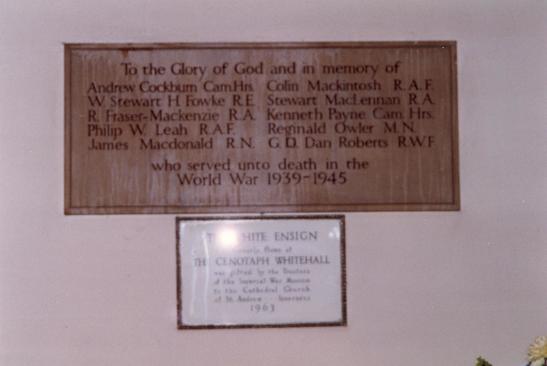 To the Glory of God and in memory of
Andrew Cockburn Cam.Hrs. Colin Mackintosh R.A.F.
W. Stewart H. Fowke R.E. Stewart MacLennan R.A.
R. Fraser-Mackenzie R.A. Kenneth Payne Cam. Hrs.
Philip W. Leah R.A.F. Reginald Owler M.N.
James Macdonald R.N. G.D. Dan Roberts R.W.F.
who served unto death in the
World War 1939-1945
ENSIGN
THE CENOTAPH WHITEHALL
was gifted by the Trustees
of the Imperial War Museum
to the Cathedral Church
of St. Andrew Inverness
1963